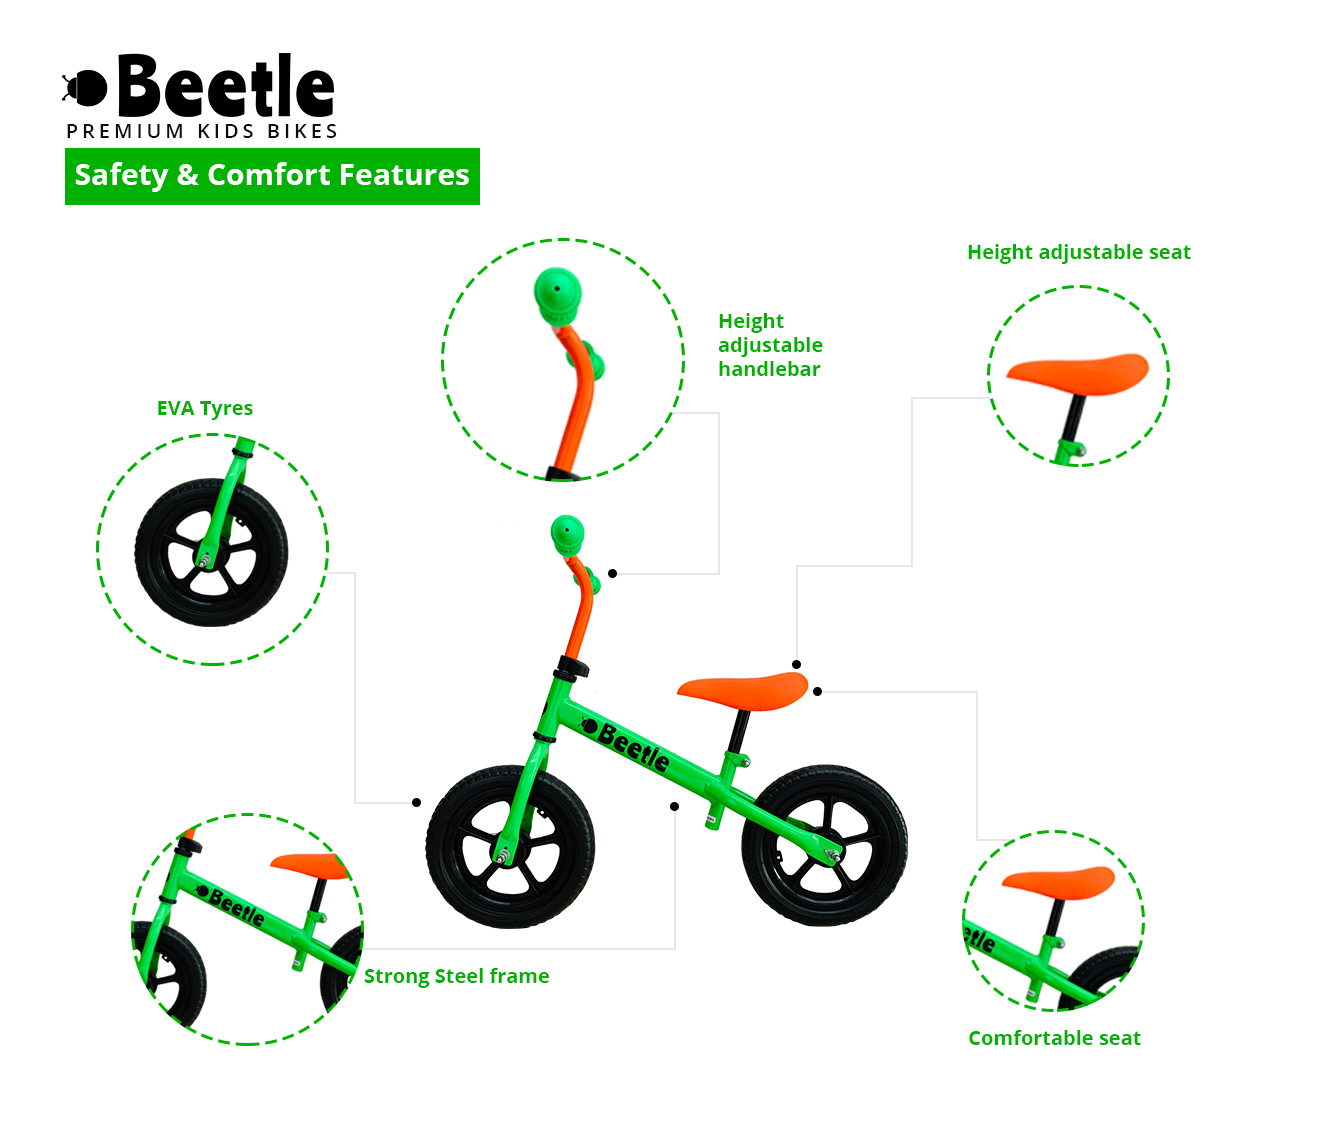 Beetle
PREMIUM KIDS BIKES
Safety & Comfort Features
Height adjustable seat
Height
adjustable
handlebar
EVA Tyres
Beetle
Beetle
Strong Steel frame
etle
Comfortable seat